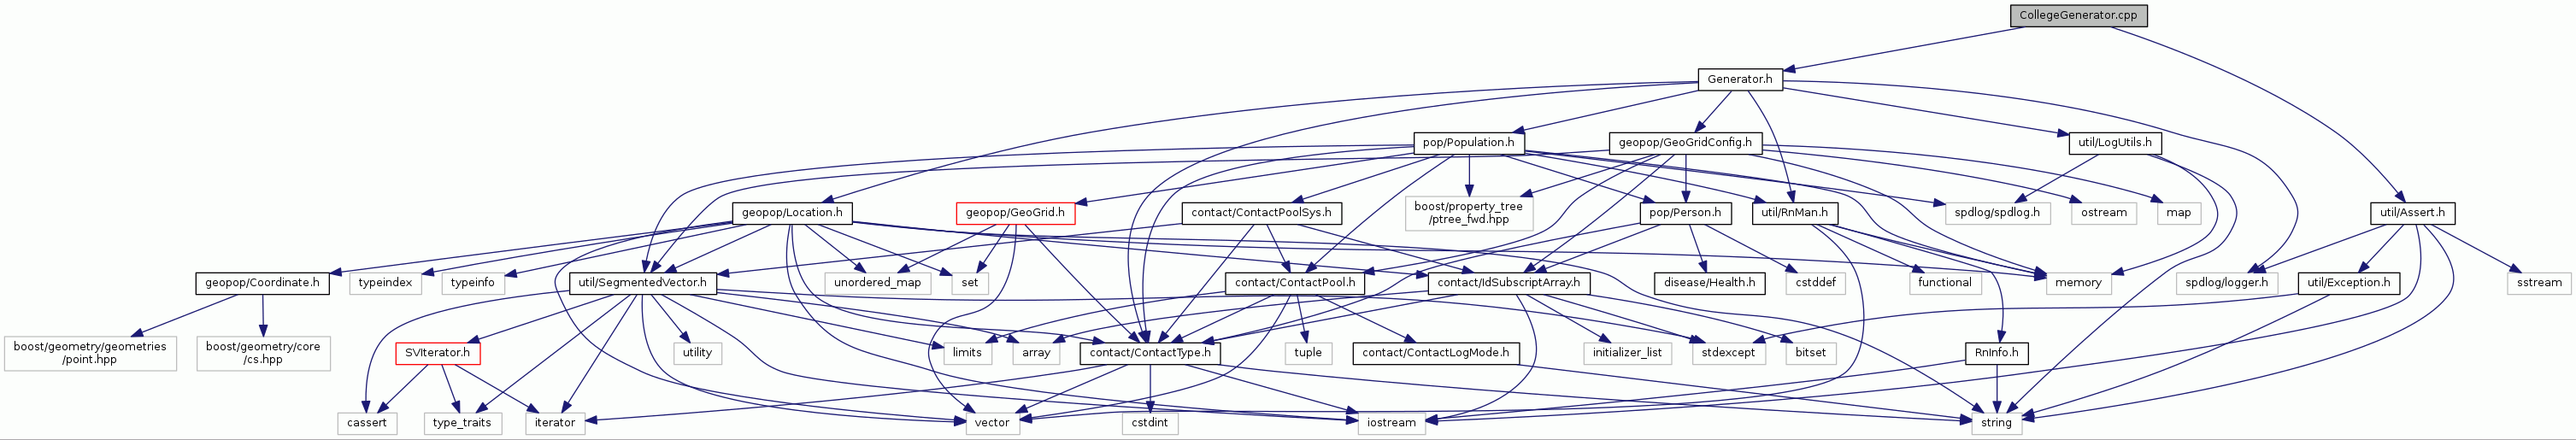 CollegeGenerator.cpp
Generator.h
pop/Population.h
geopop/GeoGridConfig.h
util/LogUtils.h
geopop/Location.h
geopop/GeoGrid.h
contact/ContactPoolSys.h
boost/property_tree
/ptree_fwd.hpp
pop/Person.h
util/RnMan.h
spdlog/spdlog.h
ostream
map
util/Assert.h
geopop/Coordinate.h
typeindex
typeinfo
util/SegmentedVector.h
unordered_map
set
contact/ContactPool.h
contact/IdSubscriptArray.h
disease/Health.h
cstddef
functional
memory
spdlog/logger.h
util/Exception.h
sstream
boost/geometry/geometries
/point.hpp
boost/geometry/core
/cs.hpp
SVIterator.h
utility
limits
array
contact/ContactType.h
tuple
contact/ContactLogMode.h
initializer_list
stdexcept
bitset
RnInfo.h
cassert
type_traits
iterator
vector
cstdint
iostream
string